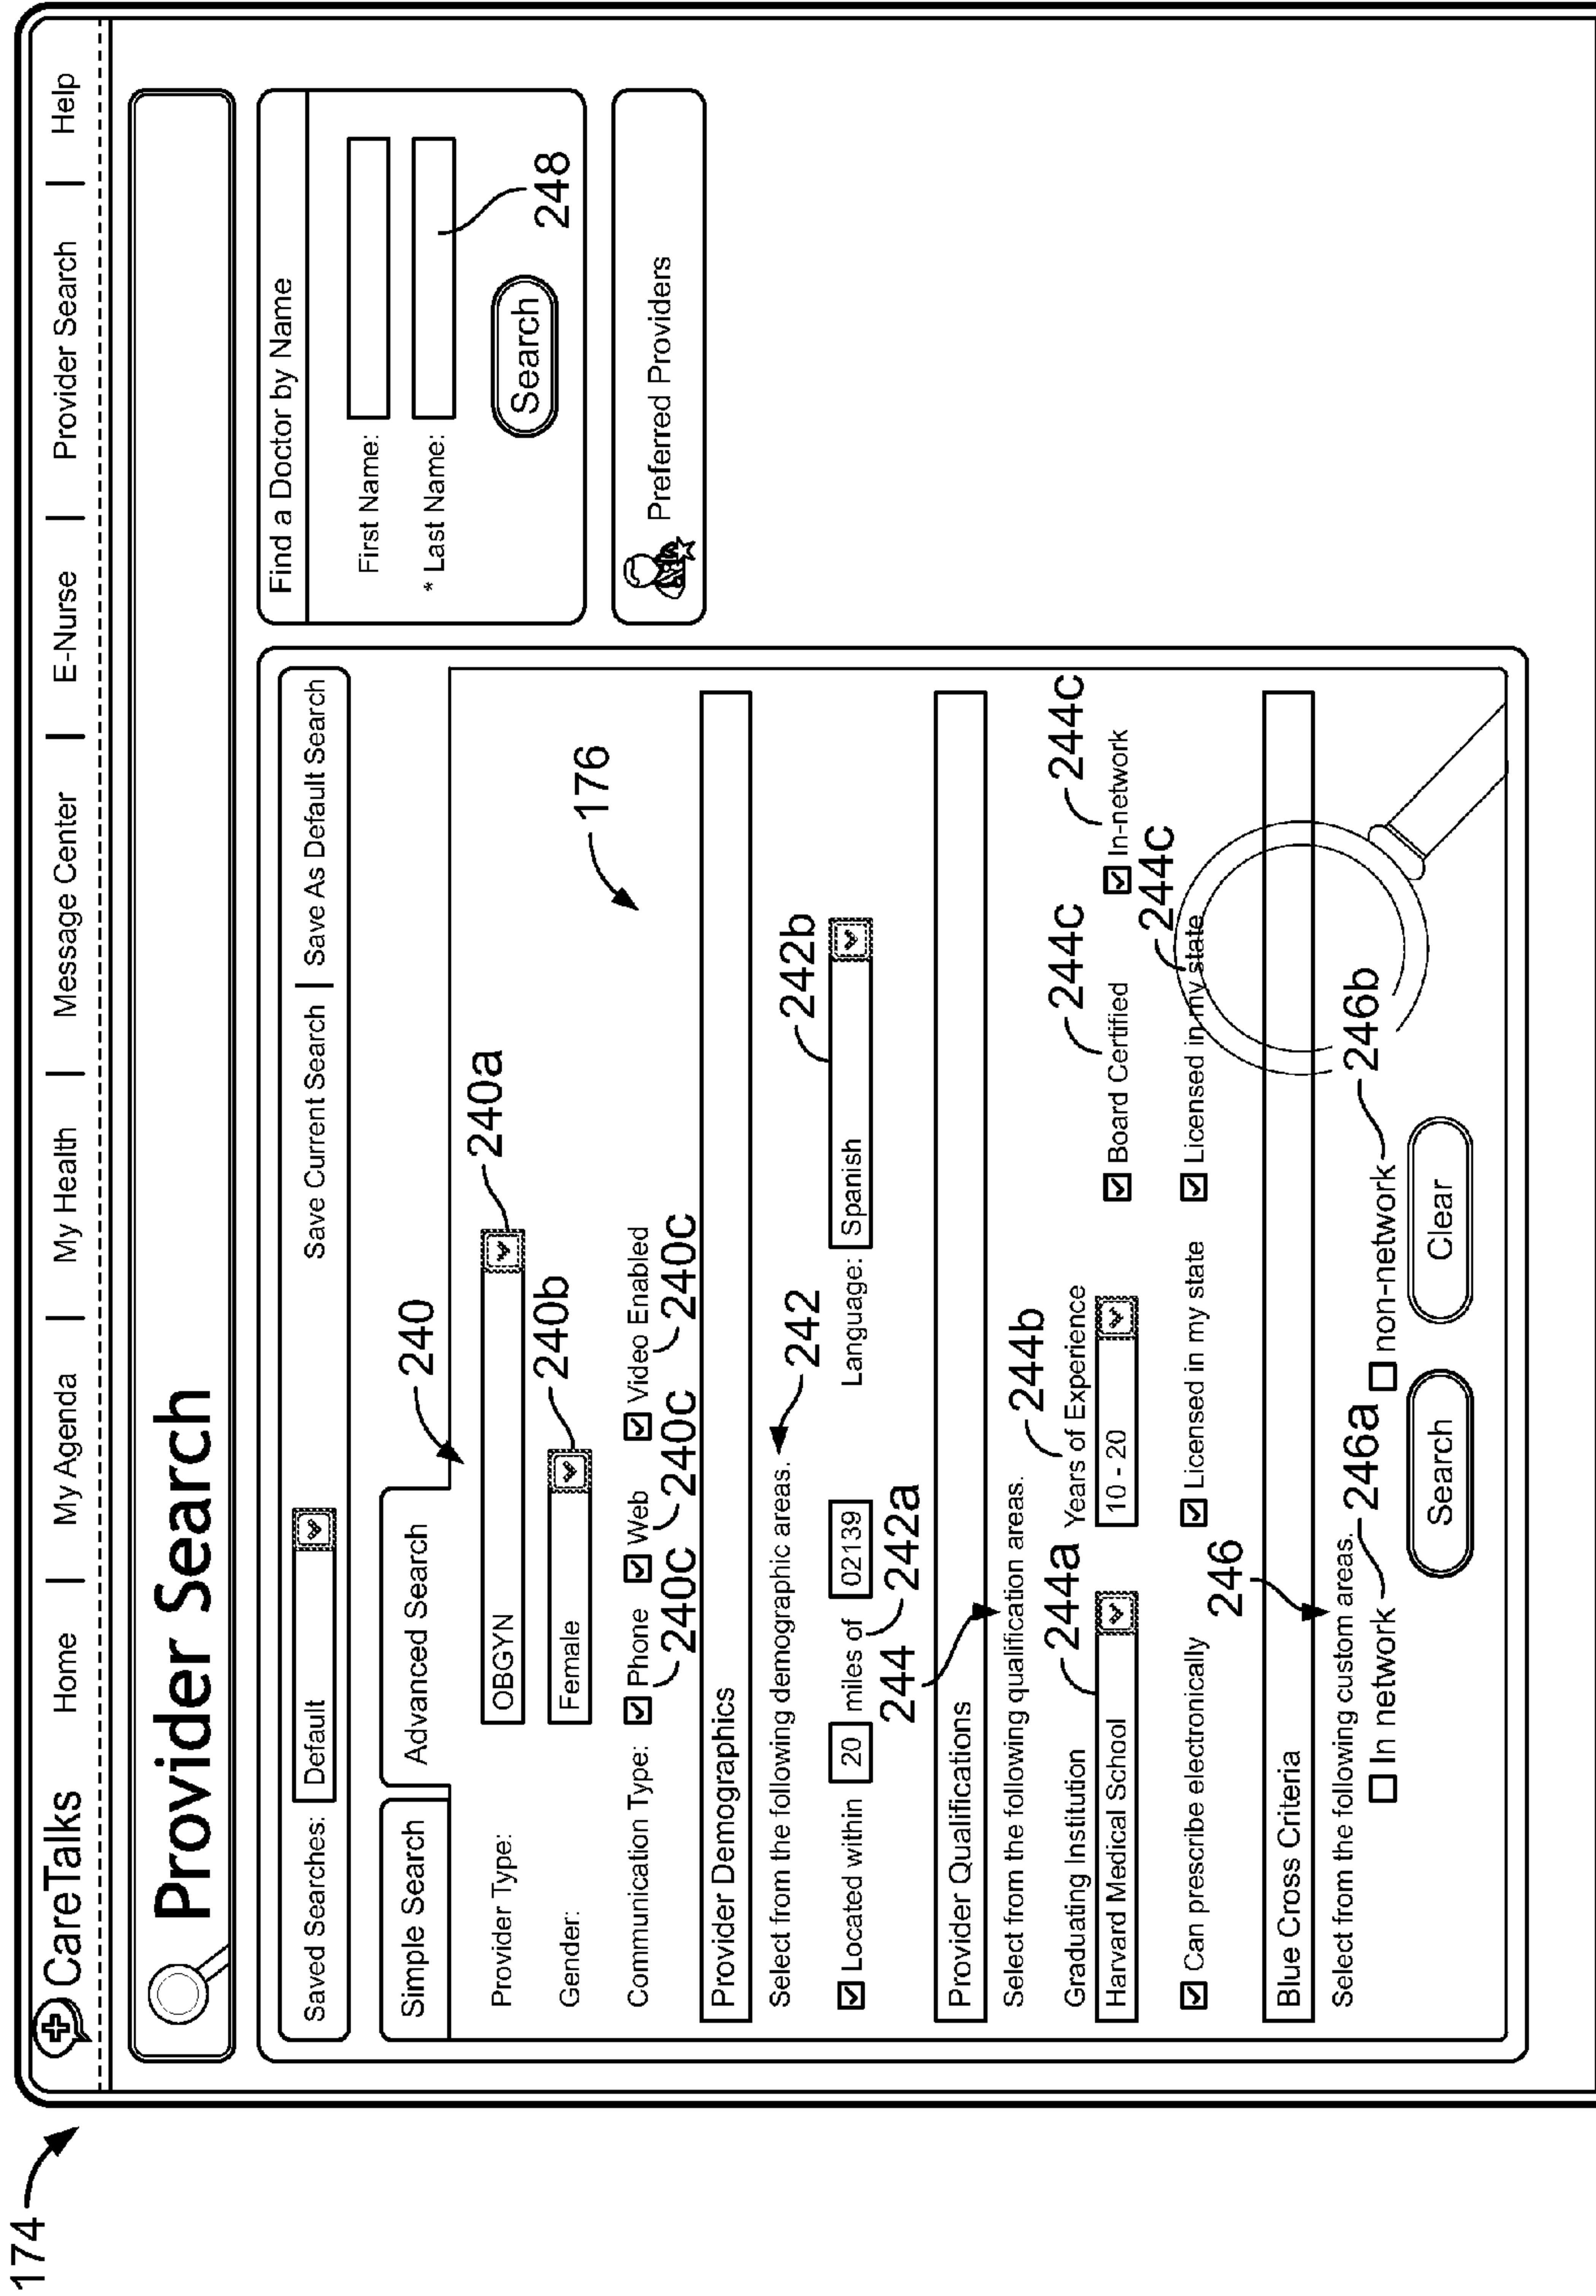 174
CareTalks Home | My Agenda | My Health | Message Center | E-Nurse | Provider Search | Help
Provider Search
Saved Searches: Default Save Current Search | Save As Default Search
Simple Search Advanced Search
240
Provider Type: OBGYN 240a
Gender: Female 240b
Communication Type: Phone Web Video Enabled
240c 240c 240c
176
Provider Demographics
Select from the following demographic areas. 242
242b
Located within 20 miles of 02139 Language: Spanish
242a
244
Provider Qualifications
Select from the following qualification areas. 244b
244a 244c 244c
Graduating Institution Years of Experience
Harvard Medical School 10 - 20 Board Certified In-network
244c
Can prescribe electronically Licensed in my state Licensed in my state
246
Blue Cross Criteria
Select from the following custom areas. 246a 246b
In network non-network
Search Clear
Find a Doctor by Name
First Name:
* Last Name:
248
Search
Preferred Providers